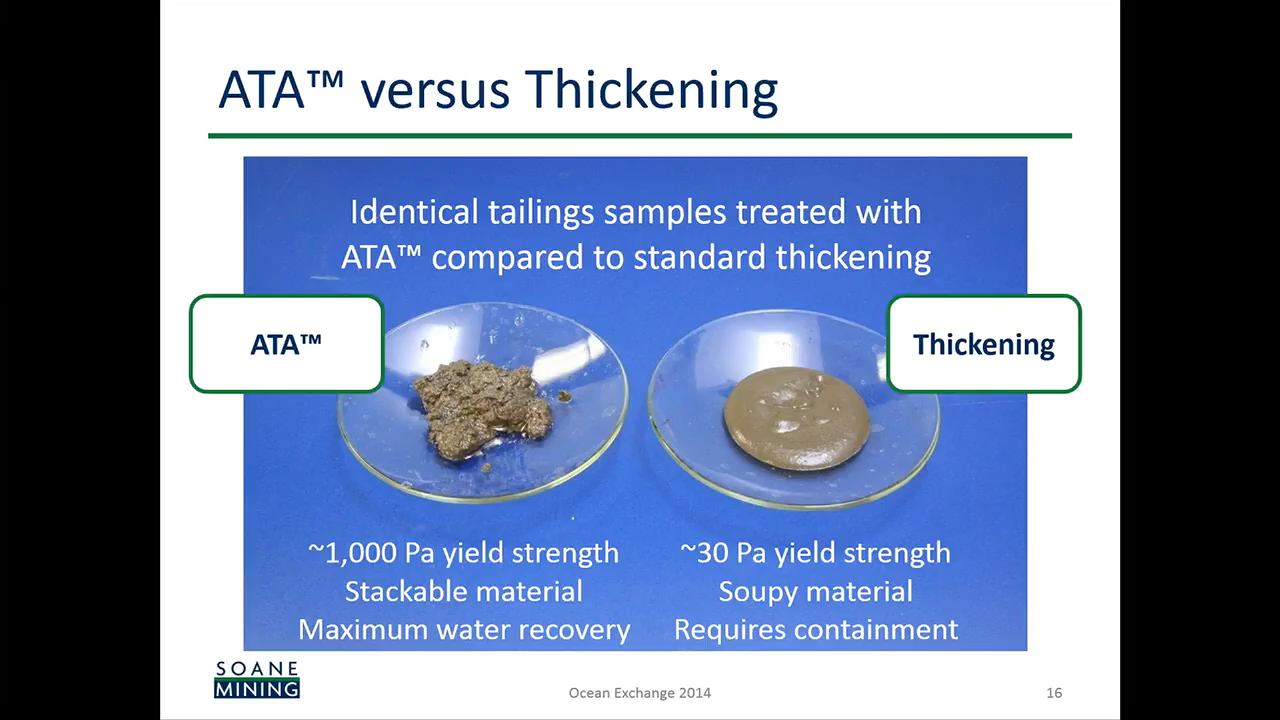 ATA™ versus Thickening
Identical tailings samples treated with
ATA™ compared to standard thickening
ATA™
Thickening
~1,000 Pa yield strength
Stackable material
Maximum water recovery
~30 Pa yield strength
Soupy material
Requires containment
SOANE
MINING
Ocean Exchange 2014
16